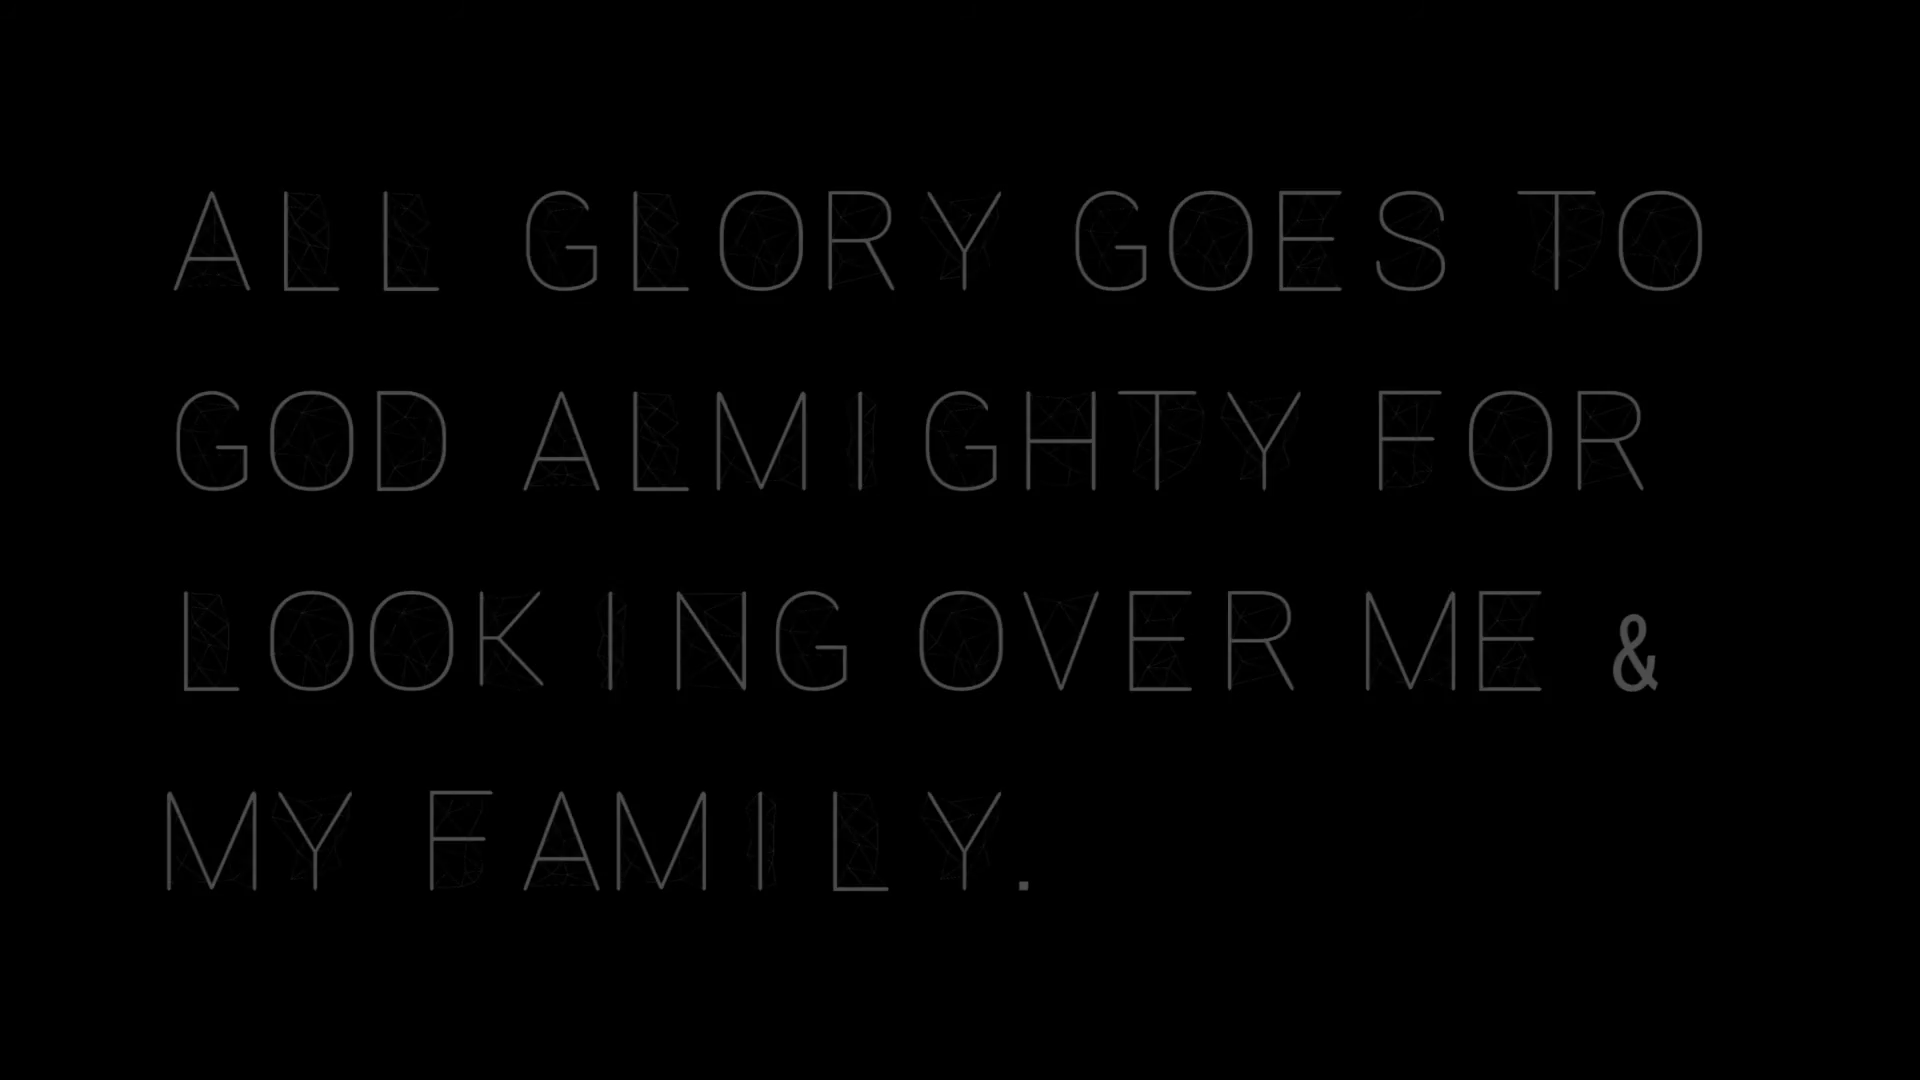 ALL GLORY GOES TO
GOD ALMIGHTY FOR
LOOKING OVER ME &
MY FAMILY.